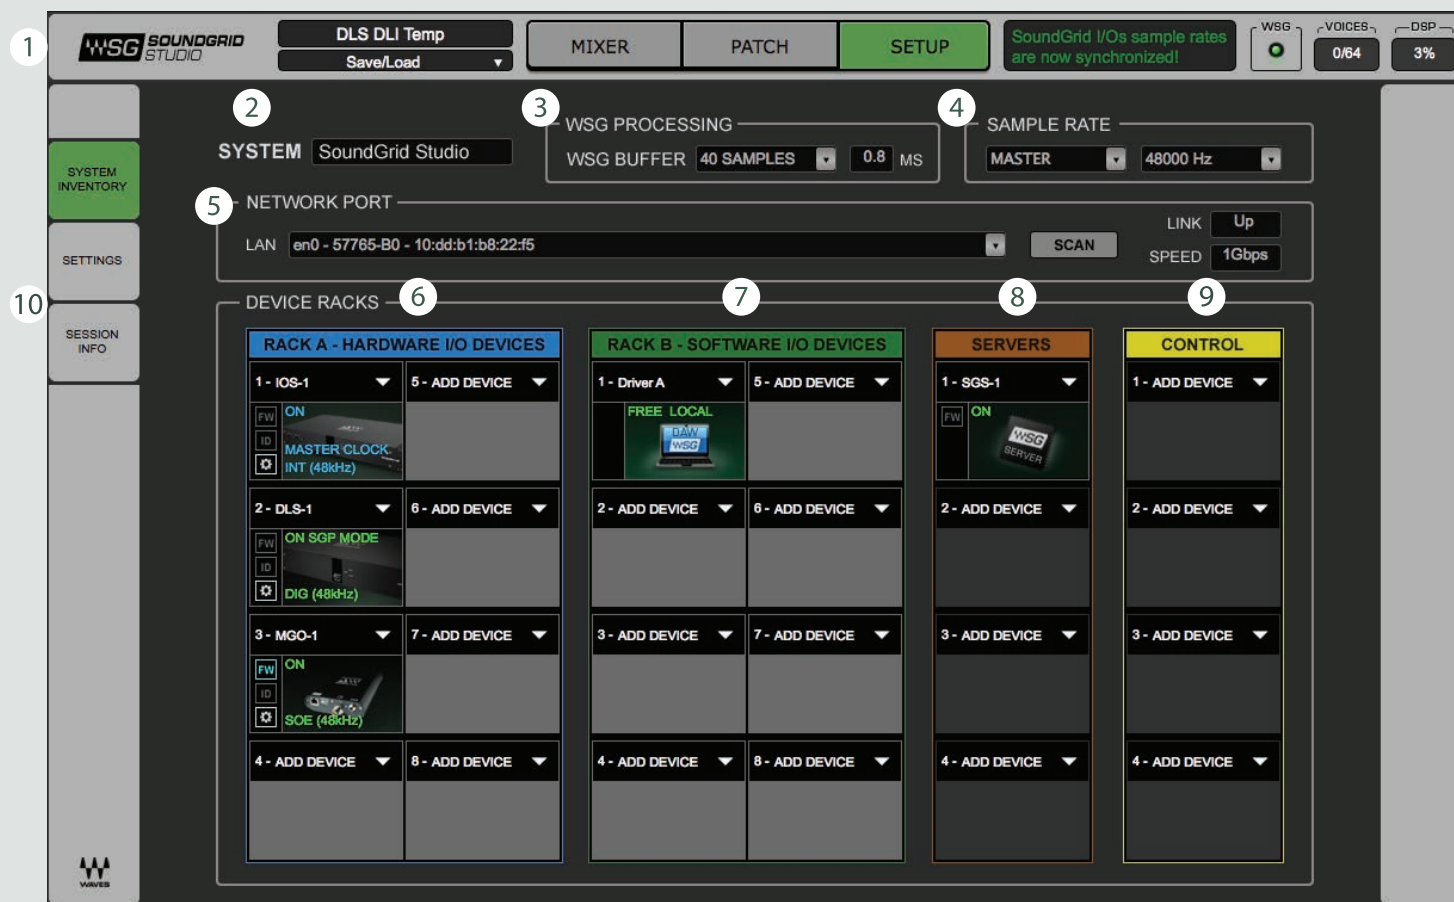 1
WSG SOUNDGRID
STUDIO
DLS DLI Temp
Save/Load
MIXER
PATCH
SETUP
SoundGrid I/Os sample rates
are now synchronized!
WSG
VOICES
0/64
DSP
3%
2
SYSTEM SoundGrid Studio
3
WSG PROCESSING
WSG BUFFER 40 SAMPLES 0.8 MS
4
SAMPLE RATE
MASTER 48000 Hz
SYSTEM
INVENTORY
SETTINGS
10
SESSION
INFO
5
NETWORK PORT
LAN en0 - 57765-B0 - 10:dd:b1:b8:22:f5 SCAN
LINK Up
SPEED 1Gbps
DEVICE RACKS
6
7
8
9
RACK A - HARDWARE I/O DEVICES
1 - IOS-1 5 - ADD DEVICE
FW ON
ID MASTER CLOCK
INT (48kHz)
2 - DLS-1 6 - ADD DEVICE
FW ON SGP MODE
ID
DIG (48kHz)
3 - MGO-1 7 - ADD DEVICE
FW ON
ID
SOE (48kHz)
4 - ADD DEVICE 8 - ADD DEVICE
RACK B - SOFTWARE I/O DEVICES
1 - Driver A 5 - ADD DEVICE
FREE LOCAL
DAW
WSG
2 - ADD DEVICE 6 - ADD DEVICE
3 - ADD DEVICE 7 - ADD DEVICE
4 - ADD DEVICE 8 - ADD DEVICE
SERVERS
1 - SGS-1
FW ON
WSG
SERVER
2 - ADD DEVICE
3 - ADD DEVICE
4 - ADD DEVICE
CONTROL
1 - ADD DEVICE
2 - ADD DEVICE
3 - ADD DEVICE
4 - ADD DEVICE
WAVES